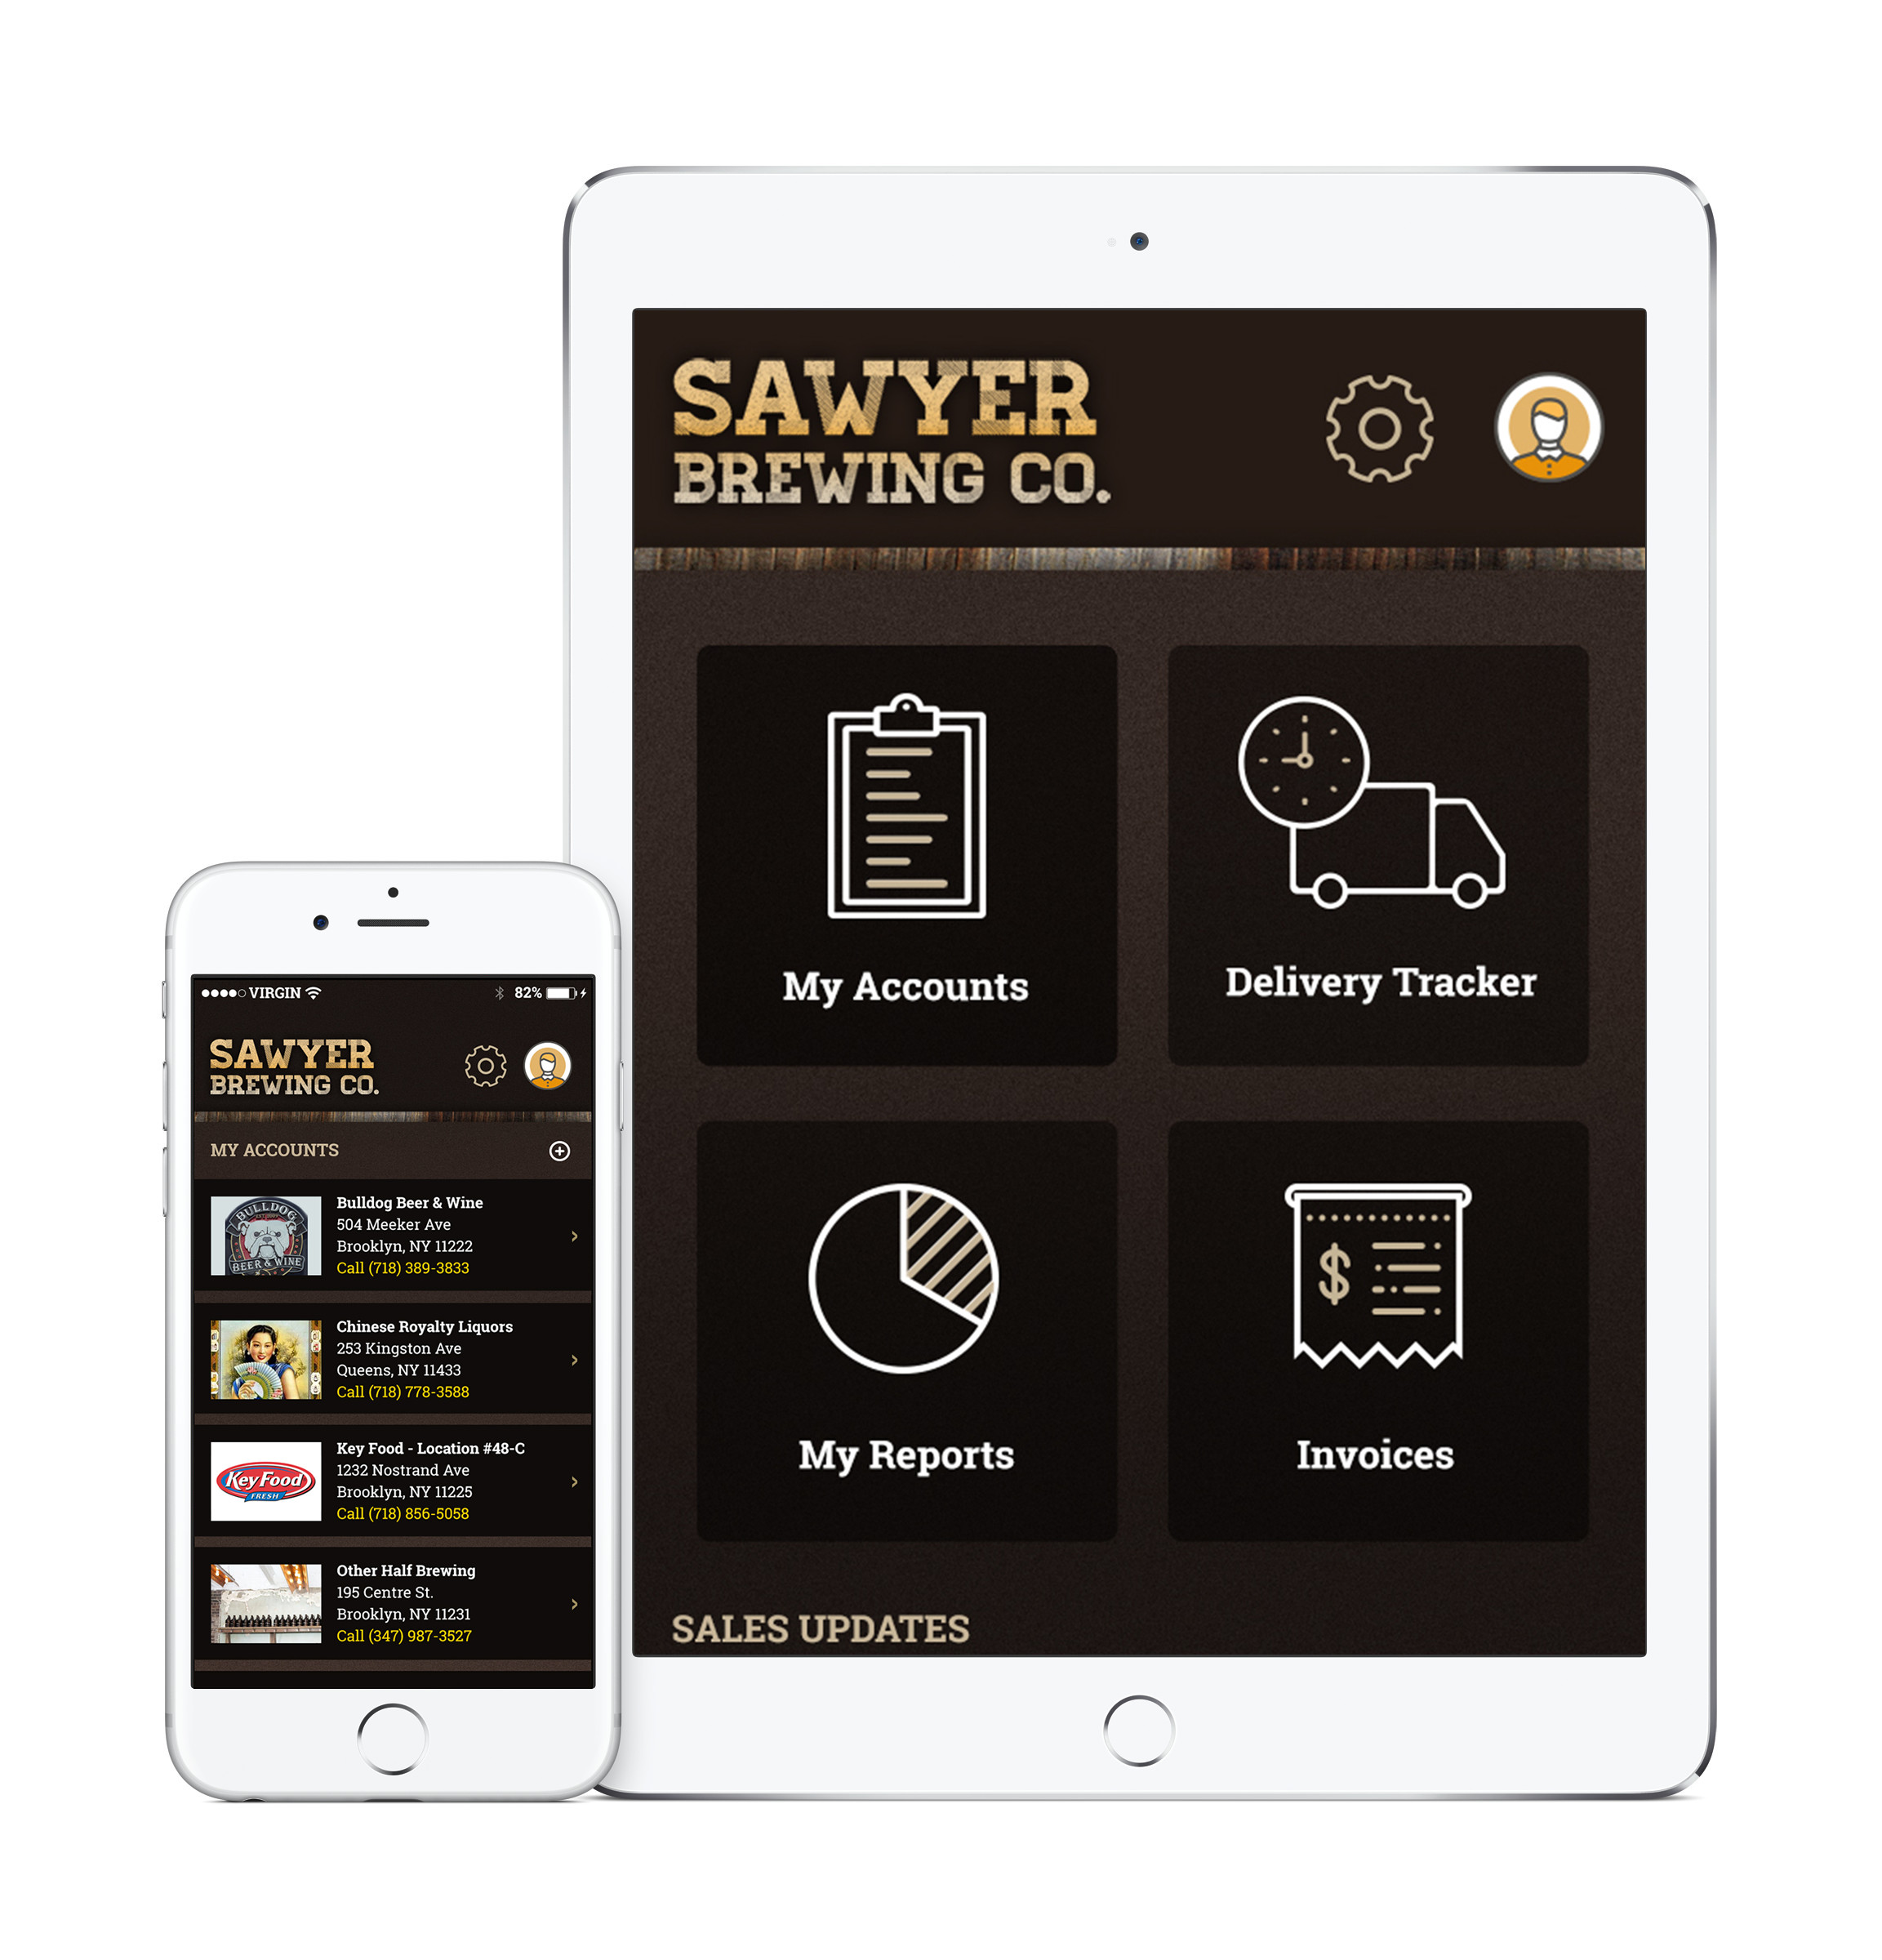 SAWYER
BREWING CO.
My Accounts
Delivery Tracker
My Reports
$
Invoices
SALES UPDATES
VIRGIN
82%
SAWYER
BREWING CO.
MY ACCOUNTS
BULLDOG
BEER & WINE
Bulldog Beer & Wine
504 Meeker Ave
Brooklyn, NY 11222
Call (718) 389-3833
Chinese Royalty Liquors
253 Kingston Ave
Queens, NY 11433
Call (718) 778-3588
Key Food
FRESH
Key Food - Location #48-C
1232 Nostrand Ave
Brooklyn, NY 11225
Call (718) 856-5058
Other Half Brewing
195 Centre St.
Brooklyn, NY 11231
Call (347) 987-3527